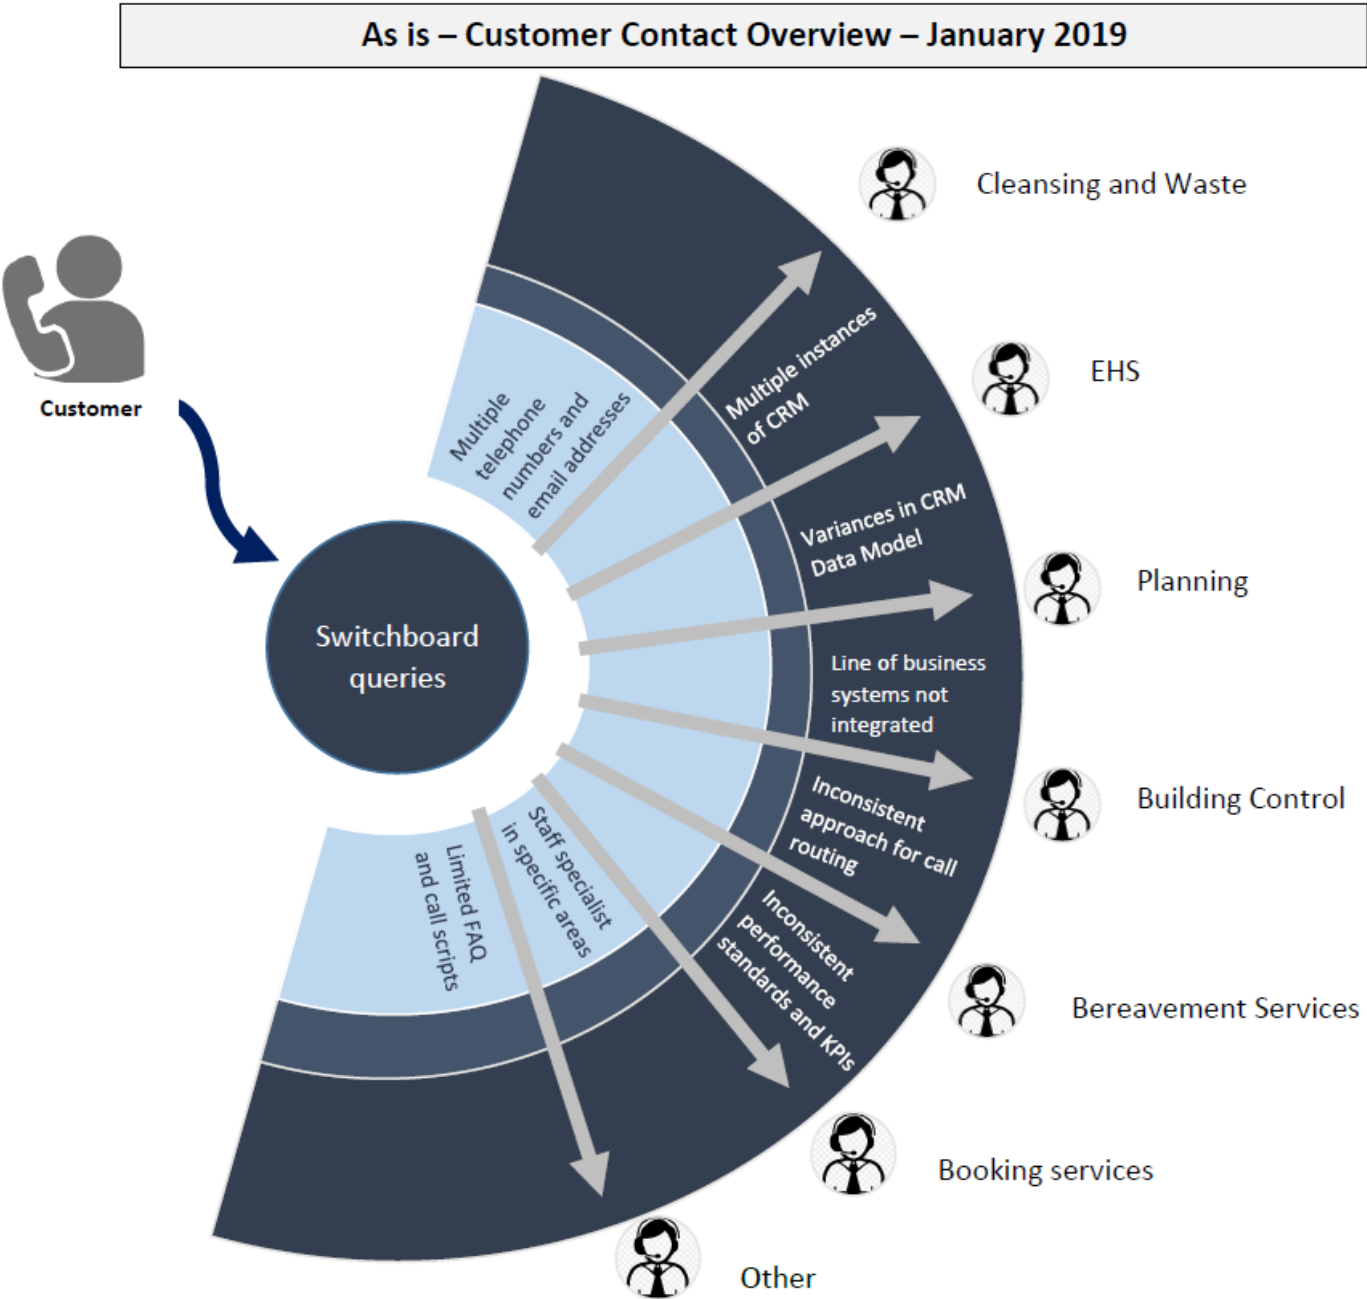 As is – Customer Contact Overview – January 2019
Cleansing and Waste
EHS
Planning
Building Control
Bereavement Services
Booking services
Other
Customer
Switchboard
queries
Multiple
telephone
numbers and
email addresses
Staff specialist
in specific areas
Limited FAQ
and call scripts
Multiple instances
of CRM
Variances in CRM
Data Model
Line of business
systems not
integrated
Inconsistent
approach for call
routing
Inconsistent
performance
standards and KPIs